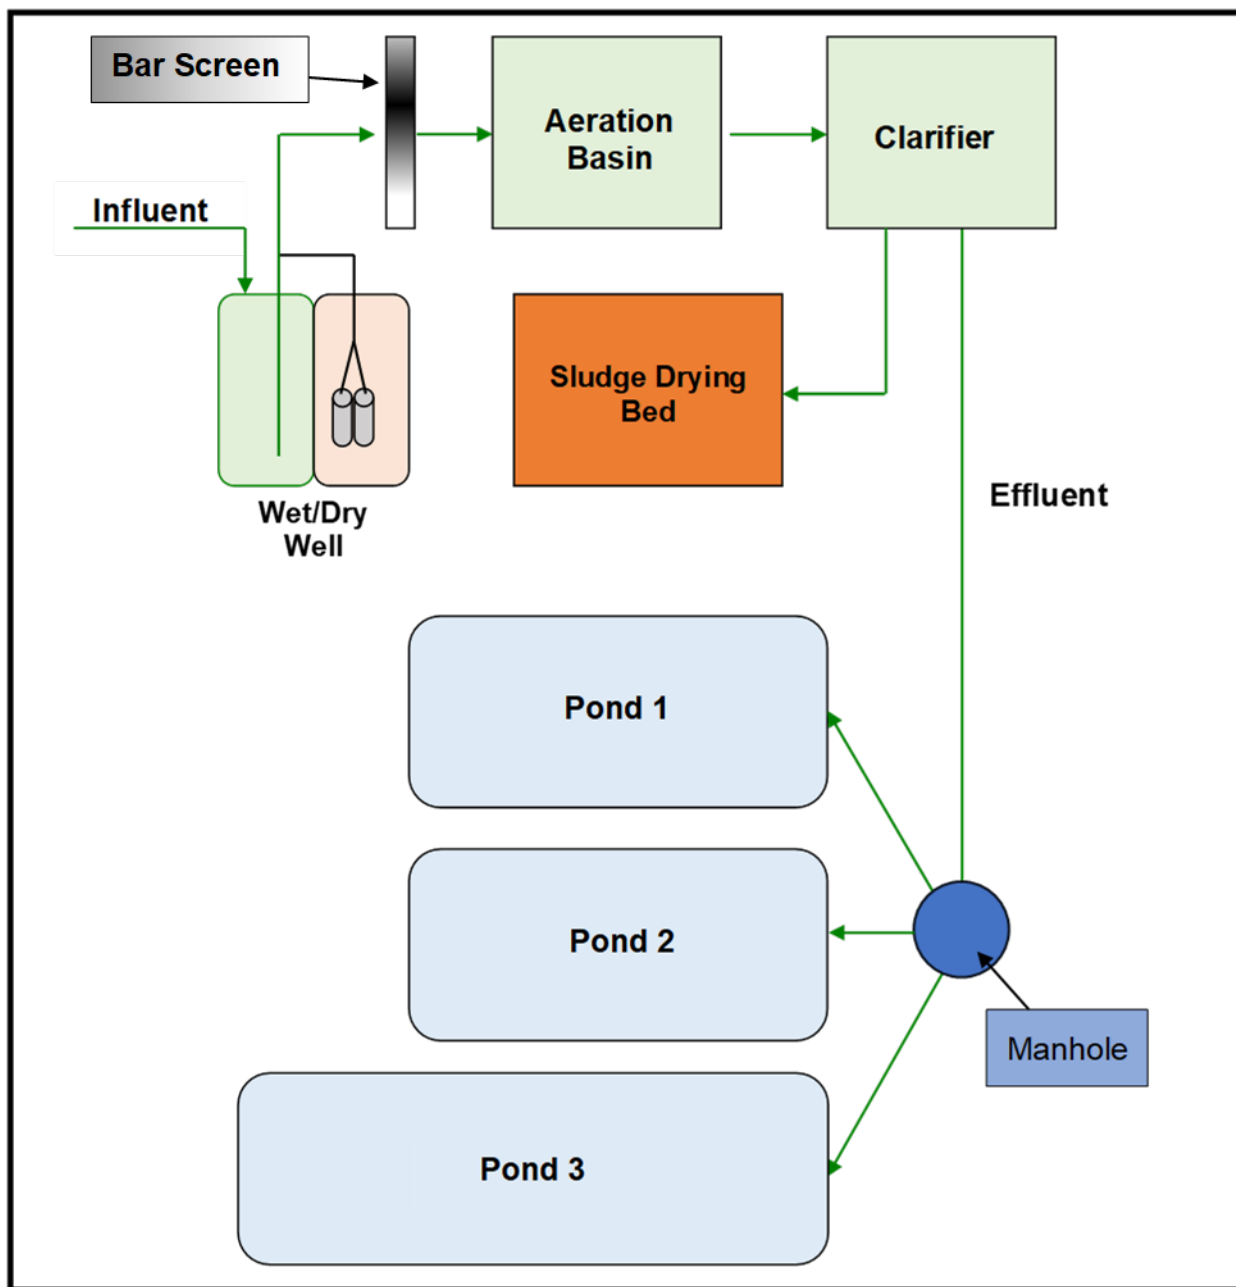 Bar Screen
Aeration
Basin
Clarifier
Influent
Wet/Dry
Well
Sludge Drying
Bed
Effluent
Pond 1
Pond 2
Manhole
Pond 3